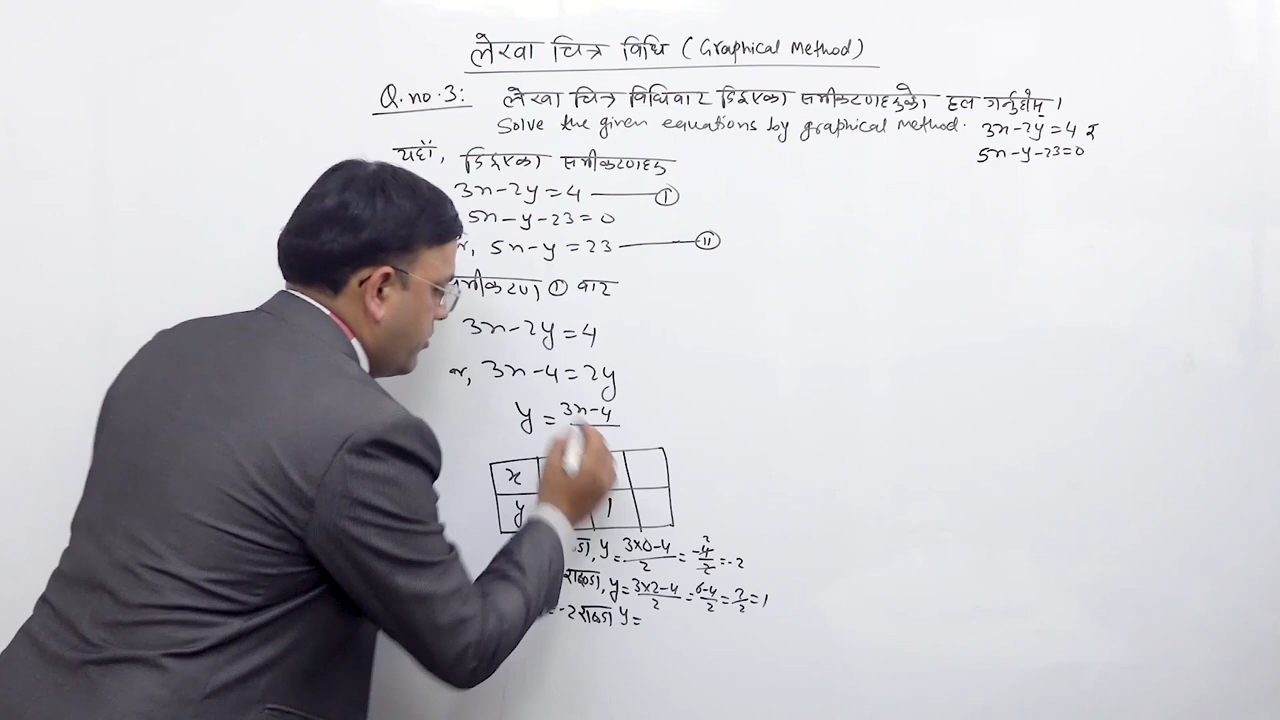 लेखा चित्र विधि (Graphical Method)
Q.no.3: लेखा चित्र विधिबाट दिइएका समीकरणहरुको हल गर्नुहोस् ।
Solve the given equations by graphical method. 3x-2y=4 र
5x-y-23=0
यहाँ, दिइएका समीकरणहरु
3x-2y=4 — (I)
5x-y-23=0
5x-y=23 — (II)
समीकरण (I) बाट
3x-2y=4
or, 3x-4=2y
y = 3x-4
x
y 1
y = 3×0-4/2 = -4/2 = -2
राख्दा, y = 3×2-4/2 = 6-4/2 = 2/2 = 1
=-2 राख्दा y =